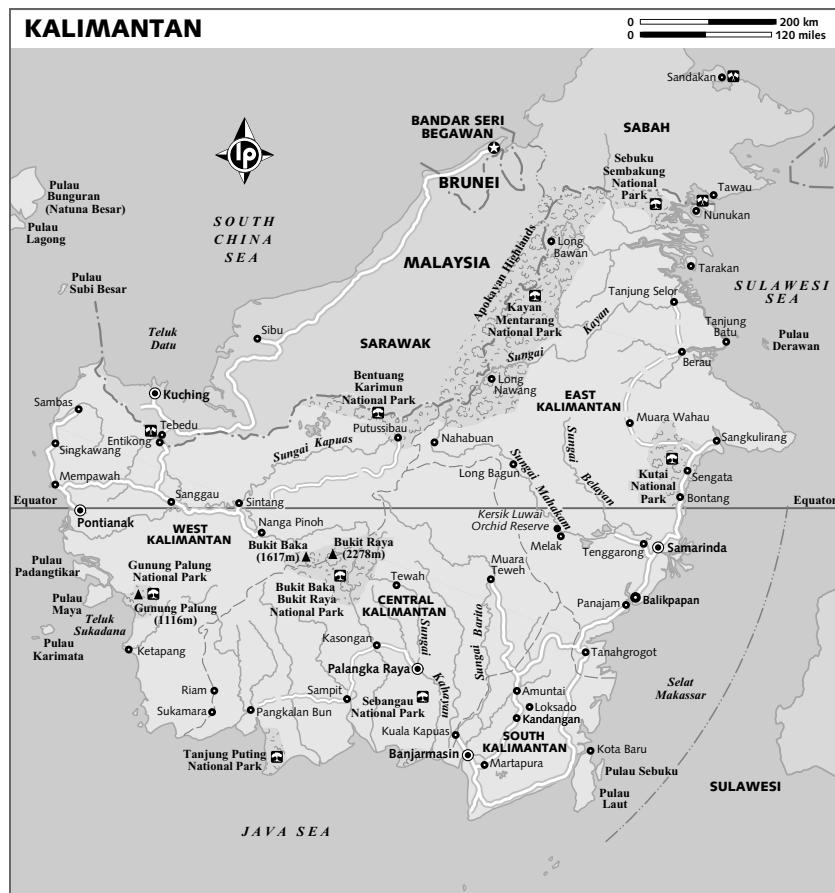 KALIMANTAN
0 200 km
0 120 miles
Sandakan
BANDAR SERI
BEGAWAN
SABAH
BRUNEI
Sebuku
Sembakung
National
Park
Tawau
Nunukan
Pulau
Bunguran
(Natuna Besar)
Pulau
Lagong
SOUTH
CHINA
SEA
LP
Long
Bawan
MALAYSIA
Apokayan Highlands
Tarakan
Pulau
Subi Besar
SULAWESI
SEA
Tanjung Selor
Kayan
Mentarang
National Park
Sungai
Kayan
Tanjung
Batu
Pulau
Derawan
Teluk
Datu
Sibu
SARAWAK
Berau
Bentuang
Karimun
National Park
Long
Nawang
Kuching
EAST
KALIMANTAN
Sambas
Tebedu
Entikong
Putussibau
Nahabuan
Muara Wahau
Sangkulirang
Singkawang
Sungai Kapuas
Sungai
Belayan
Long Bagun
Sungai Mahakam
Kutai
National
Park
Sengata
Mempawah
Sanggau
Sintang
Bontang
Equator
Equator
Pontianak
Kersik Luwai
Orchid Reserve
WEST
KALIMANTAN
Nanga Pinoh
Bukit Baka
(1617m)
Bukit Raya
(2278m)
Melak
Tenggarong
Samarinda
Pulau
Padangtikar
Gunung Palung
National Park
Muara
Teweh
Bukit Baka
Bukit Raya
National Park
Tewah
CENTRAL
KALIMANTAN
Pulau
Maya
Gunung Palung
(1116m)
Panajam
Balikpapan
Teluk
Sukadana
Pulau
Karimata
Ketapang
Kasongan
Sungai
Kahayan
Sungai Barito
Tanahgrogot
Palangka Raya
Selat
Makassar
Riam
Sampit
Sebangau
National Park
Amuntai
Loksado
Sukamara
Pangkalan Bun
Kandangan
Kuala Kapuas
SOUTH
KALIMANTAN
Tanjung Puting
National Park
Banjarmasin
Martapura
Kota Baru
Pulau Sebuku
Pulau
Laut
SULAWESI
JAVA SEA